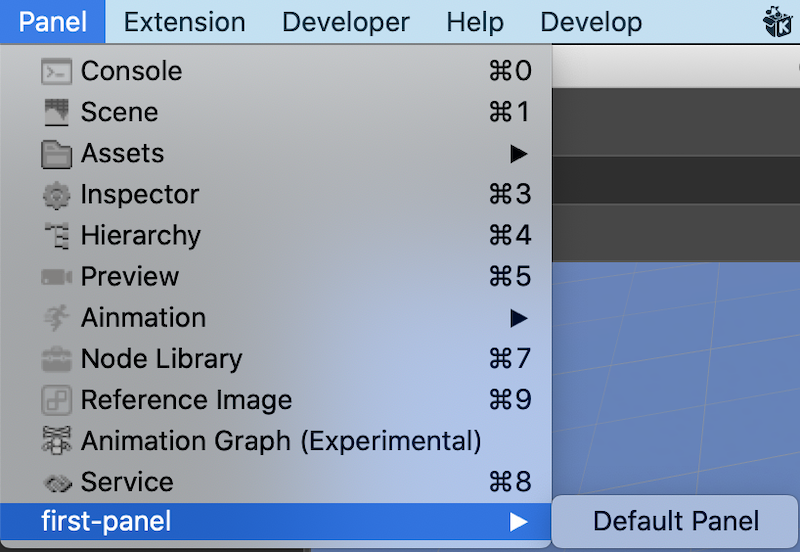 Panel Extension Developer Help Develop
Console ⌘0
Scene ⌘1
Assets ▶
Inspector ⌘3
Hierarchy ⌘4
Preview ⌘5
Ainmation ▶
Node Library ⌘7
Reference Image ⌘9
Animation Graph (Experimental)
Service ⌘8
first-panel ▶ Default Panel